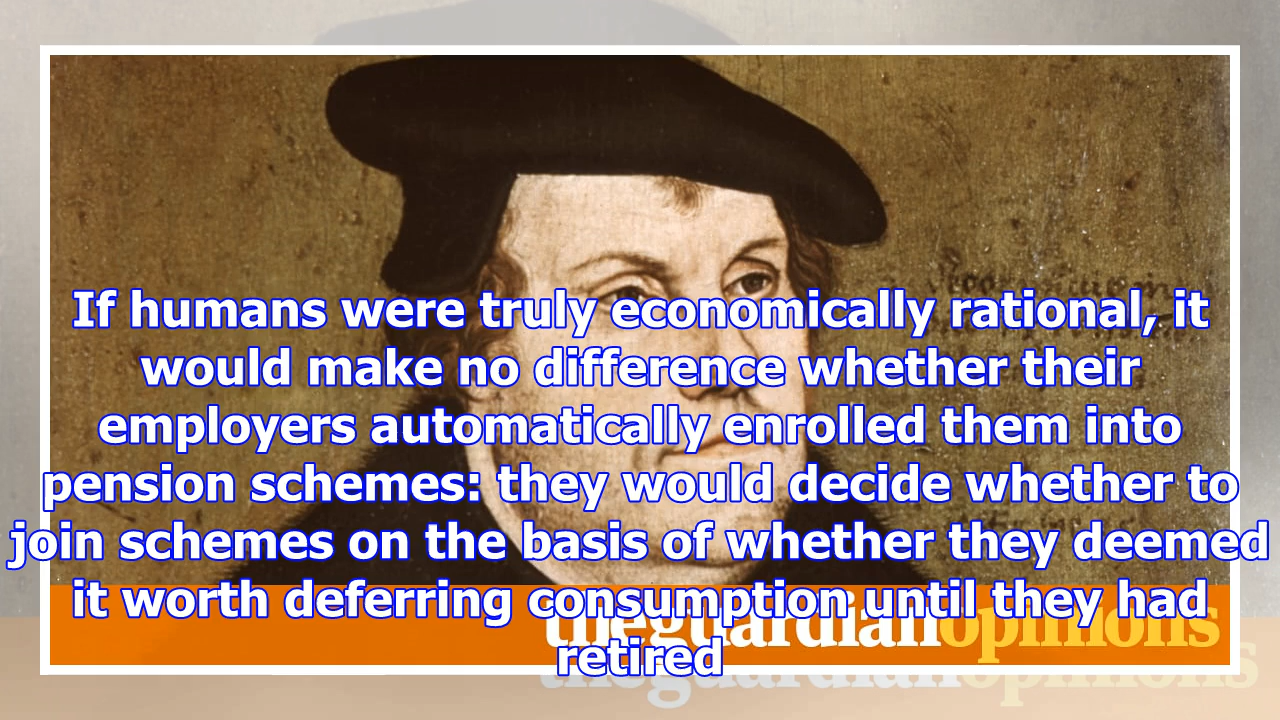 If humans were truly economically rational, it
would make no difference whether their
employers automatically enrolled them into
pension schemes: they would decide whether to
join schemes on the basis of whether they deemed
it worth deferring consumption until they had
retired
theguardianopinions
theguardianopinions